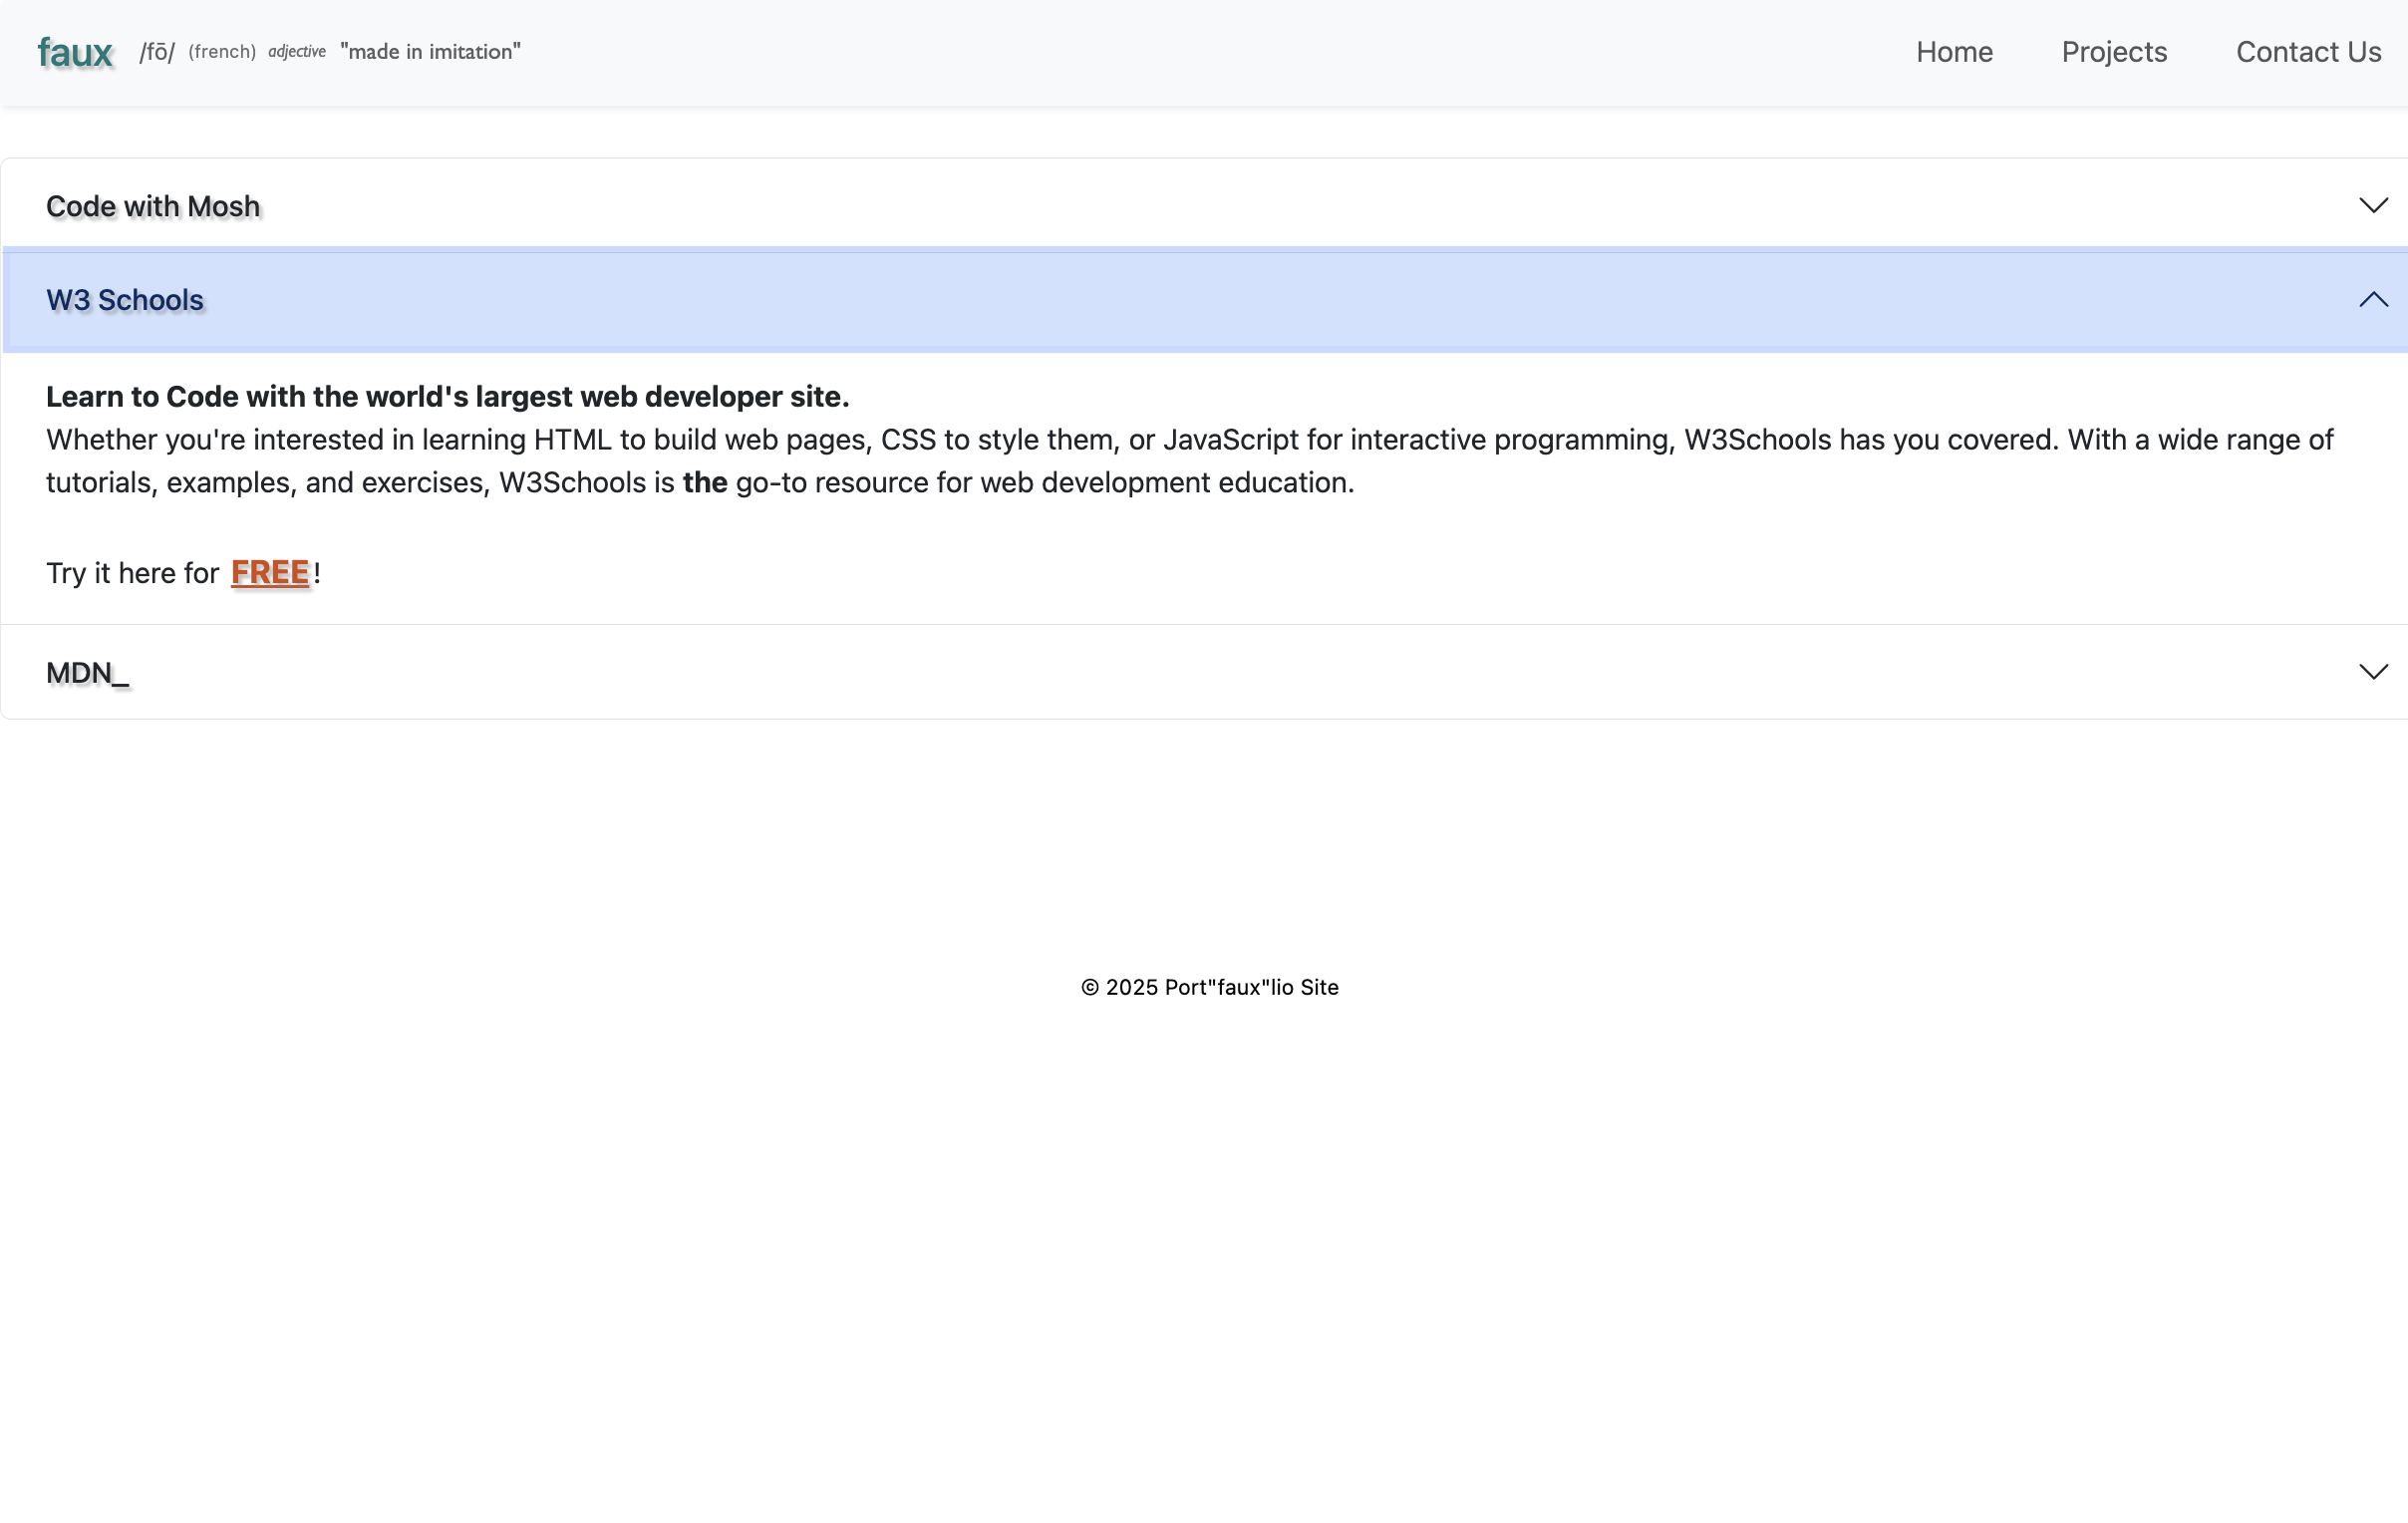 faux /fō/ (french) adjective "made in imitation" Home Projects Contact Us
Code with Mosh
W3 Schools
Learn to Code with the world's largest web developer site.
Whether you're interested in learning HTML to build web pages, CSS to style them, or JavaScript for interactive programming, W3Schools has you covered. With a wide range of
tutorials, examples, and exercises, W3Schools is the go-to resource for web development education.
Try it here for FREE!
MDN_
© 2025 Port"faux"lio Site